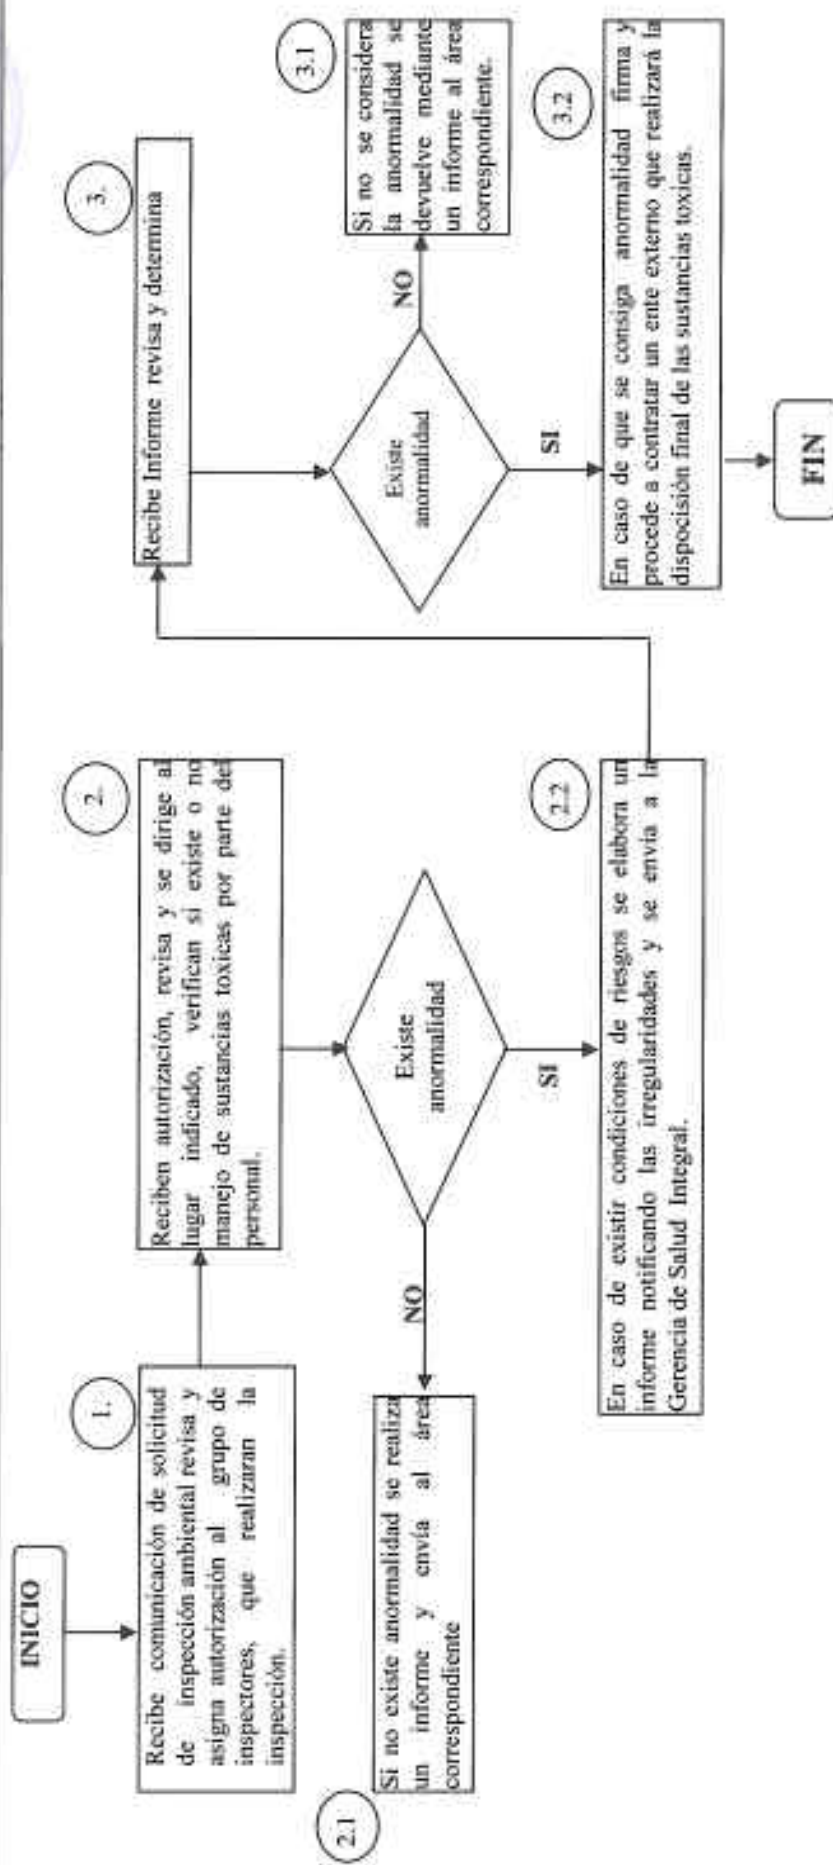 INICIO
1.
Recibe comunicación de solicitud
de inspección ambiental revisa y
asigna autorización al grupo de
inspectores, que realizaran la
inspección.
2.
Reciben autorización, revisa y se dirige al
lugar indicado, verifican si existe o no
manejo de sustancias toxicas por parte del
personal.
Existe
anormalidad
NO
2.1
Si no existe anormalidad se realiza
un informe y envía al área
correspondiente
SI
2.2
En caso de existir condiciones de riesgos se elabora un
informe notificando las irregularidades y se envia a la
Gerencia de Salud Integral.
3.
Recibe Informe revisa y determina
Existe
anormalidad
NO
3.1
Si no se considera
la anormalidad se
devuelve mediante
un informe al área
correspondiente.
SI
3.2
En caso de que se consiga anormalidad firma y
procede a contratar un ente externo que realizará la
dispocisión final de las sustancias toxicas.
FIN